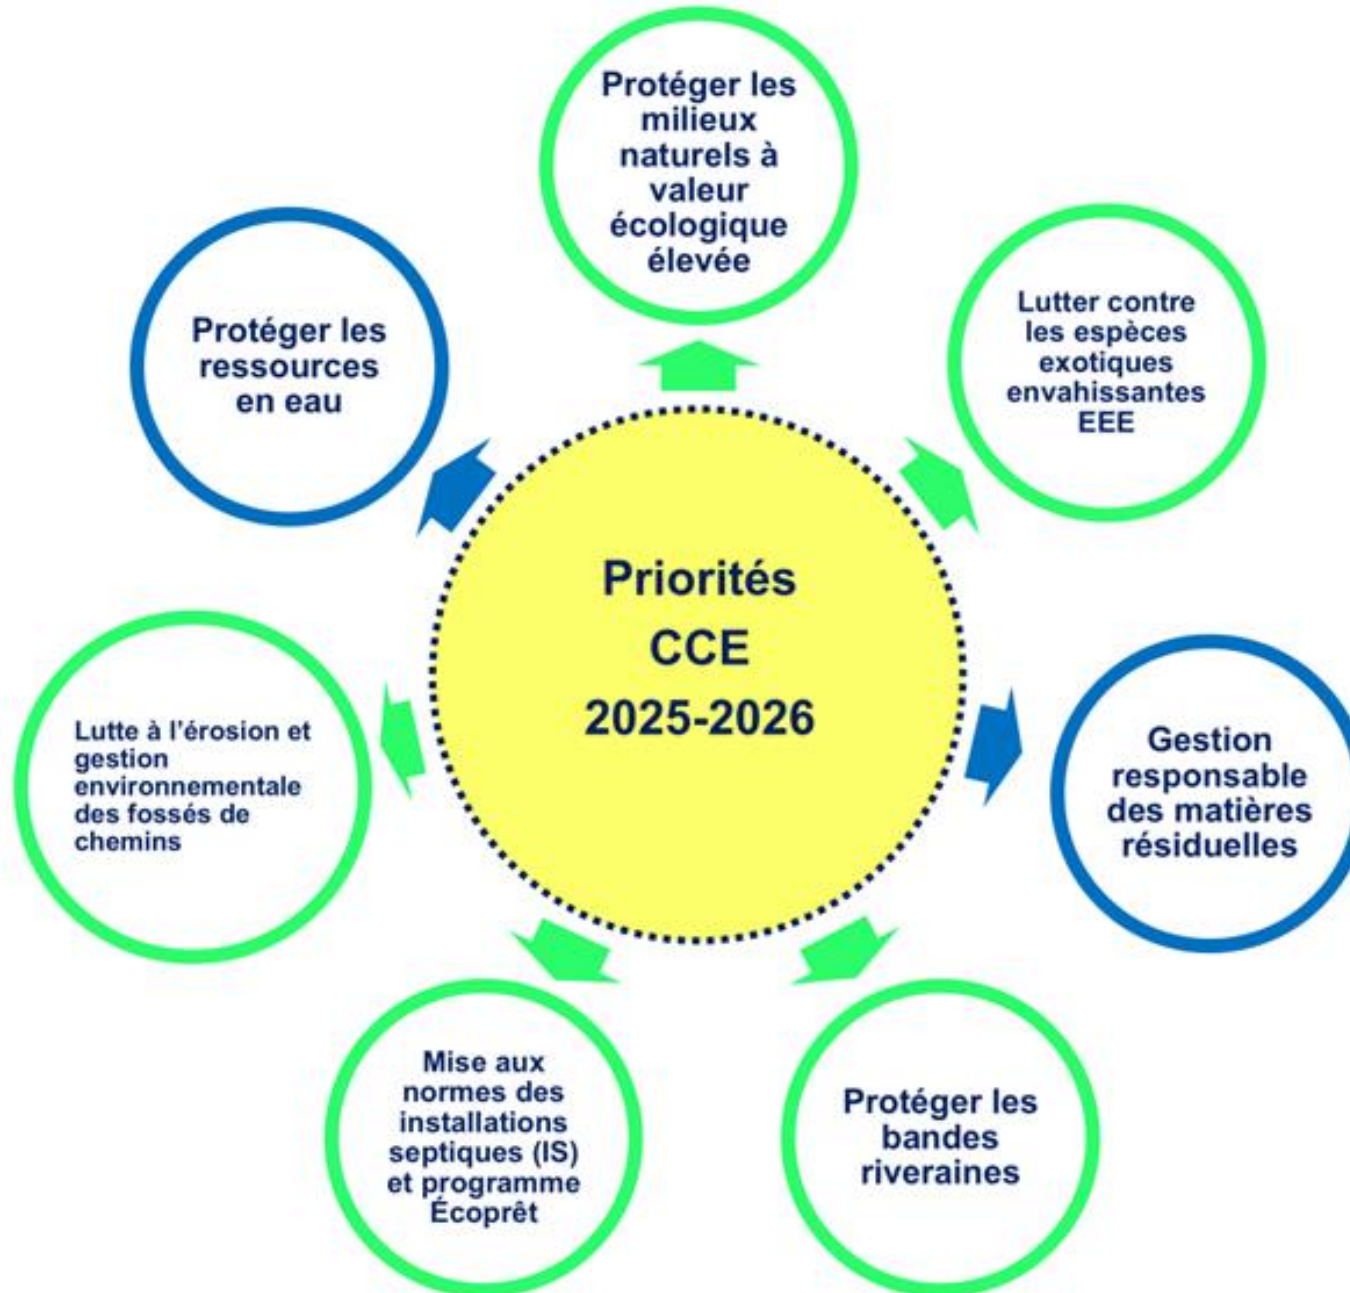 Protéger les
milieux
naturels à
valeur
écologique
élevée
Protéger les
ressources
en eau
Lutter contre
les espèces
exotiques
envahissantes
EEE
Priorités
CCE
2025-2026
Lutte à l'érosion et
gestion
environnementale
des fossés de
chemins
Gestion
responsable
des matières
résiduelles
Mise aux
normes des
installations
septiques (IS)
et programme
Écoprêt
Protéger les
bandes
riveraines